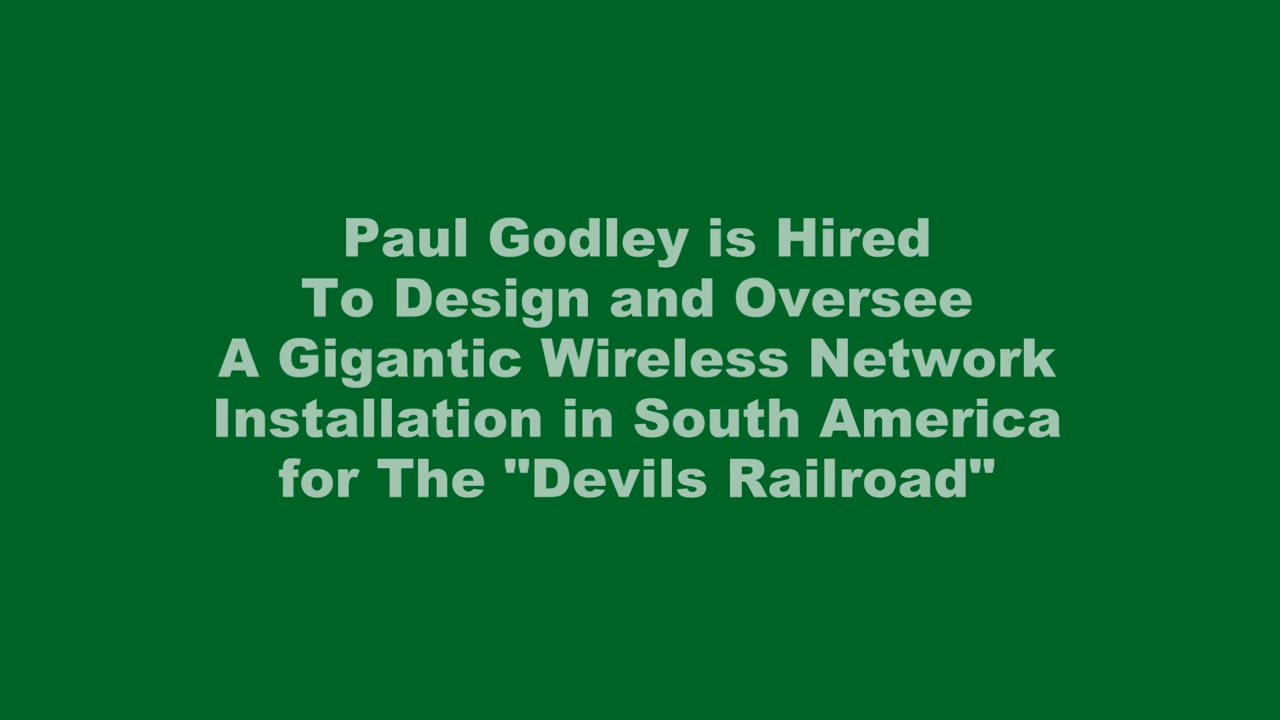 Paul Godley is Hired
To Design and Oversee
A Gigantic Wireless Network
Installation in South America
for The "Devils Railroad"